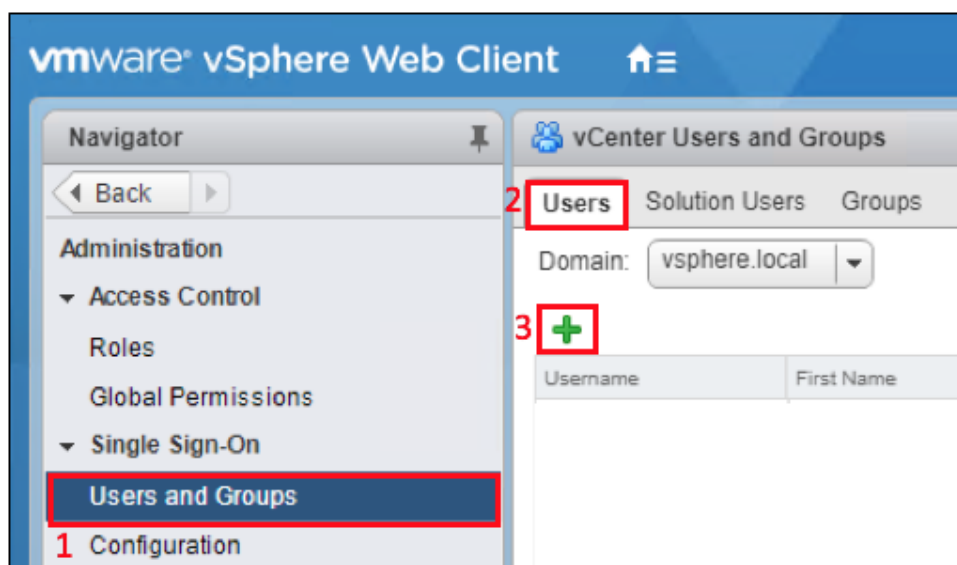 vmware® vSphere Web Client
Navigator
Back
Administration
Access Control
Roles
Global Permissions
Single Sign-On
Users and Groups
1 Configuration
vCenter Users and Groups
2 Users Solution Users Groups
Domain: vsphere.local
3
Username First Name